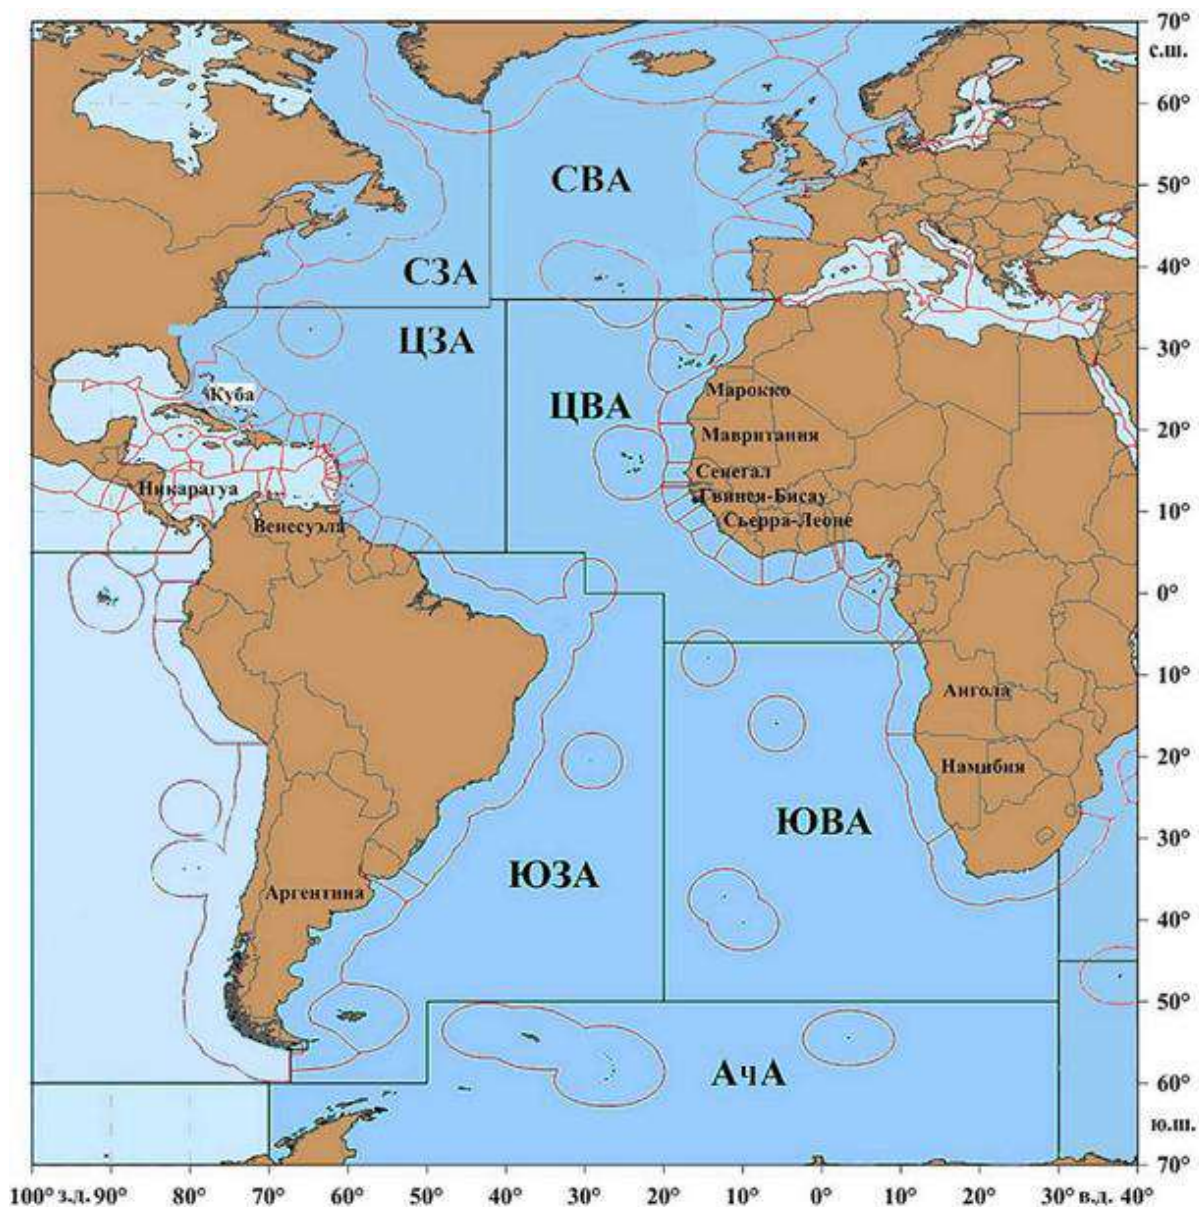 70°
с.ш.
60°
СВА
50°
СЗА
40°
ЦЗА
30°
Куба
ЦВА
Марокко
Мавритания
20°
Сенегал
Никарагуа
Гвинея-Бисау
Венесуэла
Сьерра-Леоне
10°
0°
10°
Ангола
20°
Намибия
ЮВА
30°
ЮЗА
Аргентина
40°
50°
АчА
60°
ю.ш.
70°
100° з.д. 90° 80° 70° 60° 50° 40° 30° 20° 10° 0° 10° 20° 30° в.д. 40°